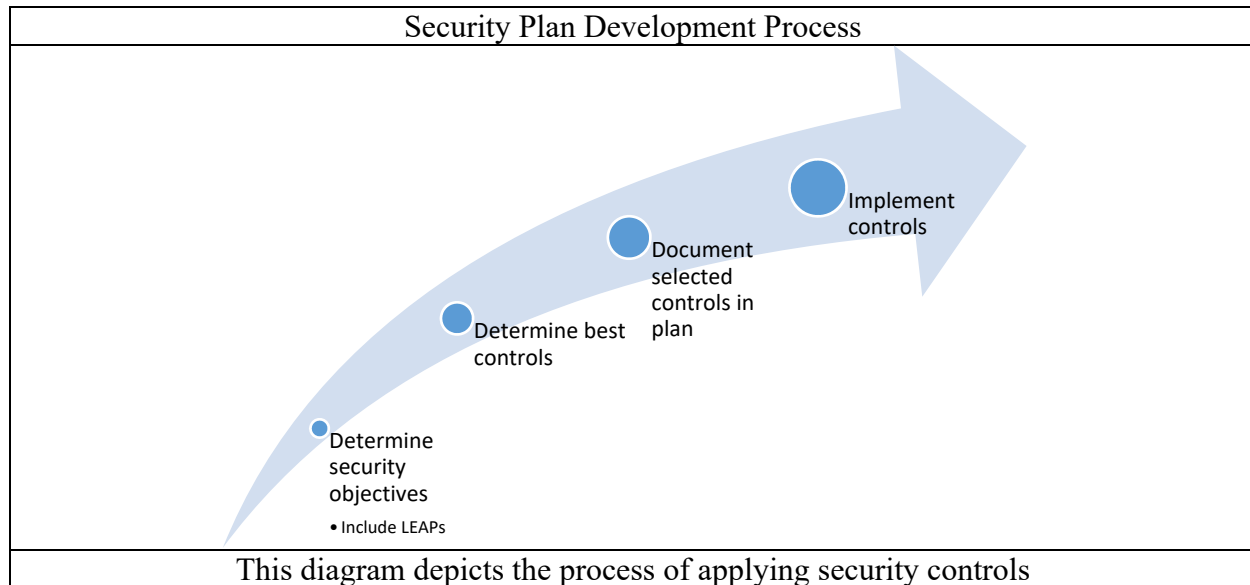 Security Plan Development Process
Implement
controls
Document
selected
controls in
plan
Determine best
controls
Determine
security
objectives
• Include LEAPs
This diagram depicts the process of applying security controls